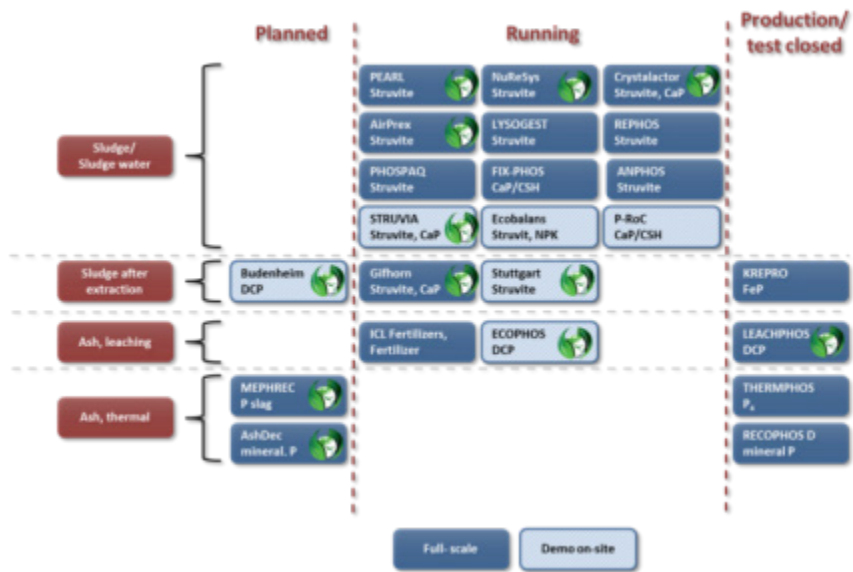 Planned
Running
Production/
test closed
Sludge/
Sludge water
PEARL
Struvite
NuReSys
Struvite
Crystalactor
Struvite, CaP
AirPrex
Struvite
LYSOGEST
Struvite
REPHOS
Struvite
PHOSPAQ
Struvite
FIX-PHOS
CaP/CSH
ANPHOS
Struvite
STRUVIA
Struvite, CaP
Ecobalans
Struvit, NPK
P-RoC
CaP/CSH
Sludge after
extraction
Budenheim
DCP
Gifhorn
Struvite, CaP
Stuttgart
Struvite
KREPRO
FeP
Ash, leaching
ICL Fertilizers,
Fertilizer
ECOPHOS
DCP
LEACHPHOS
DCP
Ash, thermal
MEPHREC
P slag
THERMPHOS
P₄
AshDec
mineral. P
RECOPHOS D
mineral P
Full- scale
Demo on-site